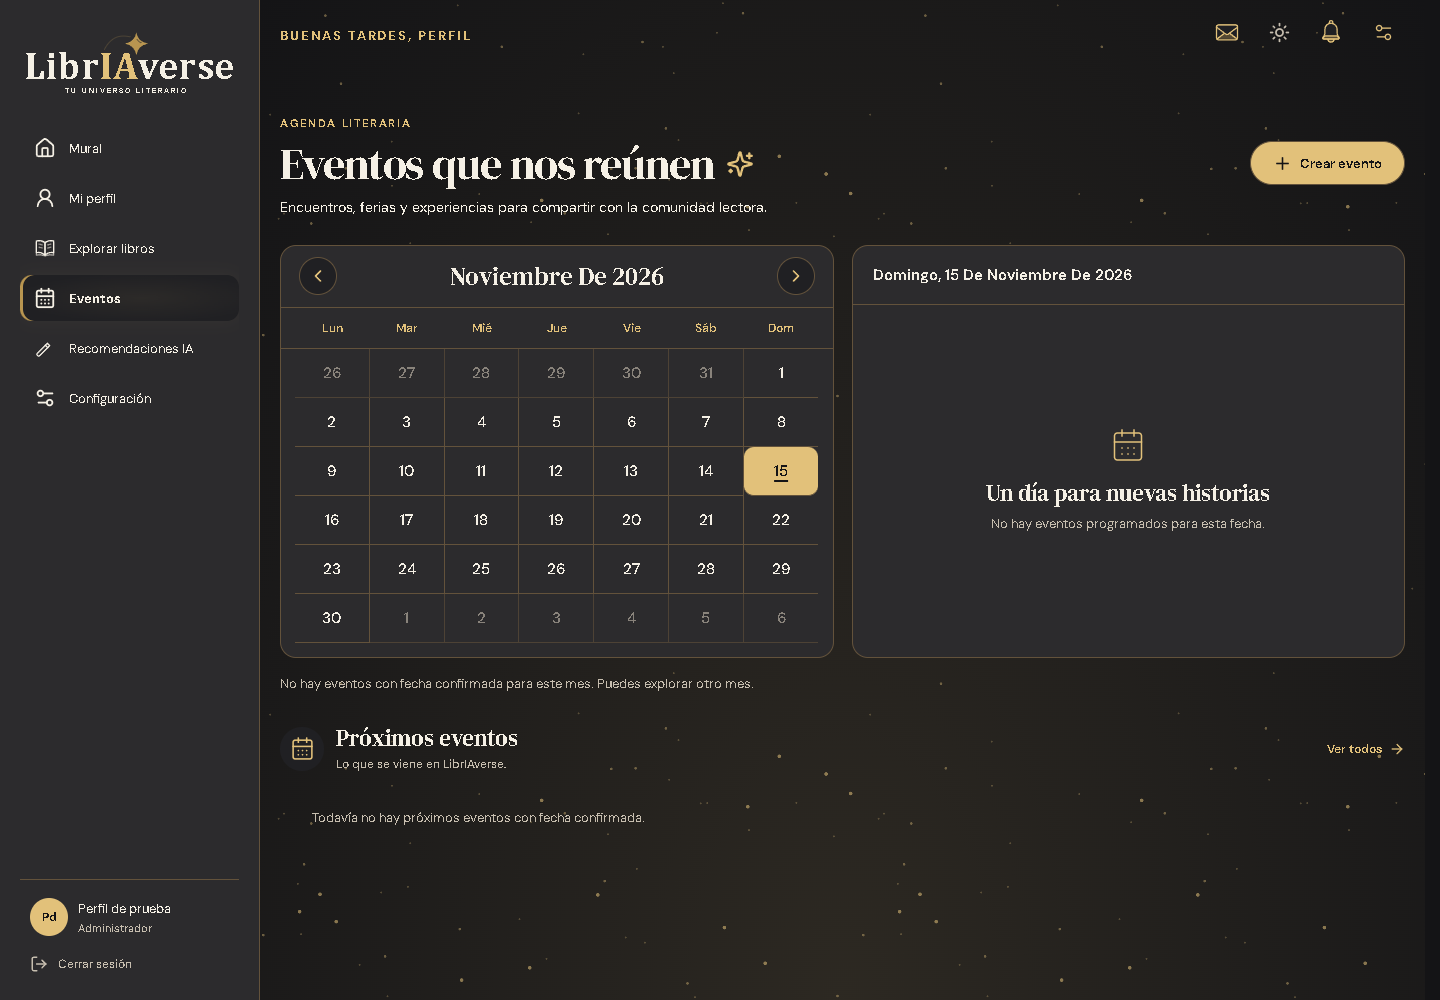 LibrIAverse
TU UNIVERSO LITERARIO
Mural
Mi perfil
Explorar libros
Eventos
Recomendaciones IA
Configuración
Perfil de prueba
Pd
Administrador
Cerrar sesión
BUENAS TARDES, PERFIL
AGENDA LITERARIA
Eventos que nos reúnen
Encuentros, ferias y experiencias para compartir con la comunidad lectora.
Crear evento
Noviembre De 2026
Lun Mar Mié Jue Vie Sáb Dom
26 27 28 29 30 31 1
2 3 4 5 6 7 8
9 10 11 12 13 14 15
16 17 18 19 20 21 22
23 24 25 26 27 28 29
30 1 2 3 4 5 6
Domingo, 15 De Noviembre De 2026
Un día para nuevas historias
No hay eventos programados para esta fecha.
No hay eventos con fecha confirmada para este mes. Puedes explorar otro mes.
Próximos eventos
Lo que se viene en LibrIAverse.
Ver todos
Todavía no hay próximos eventos con fecha confirmada.